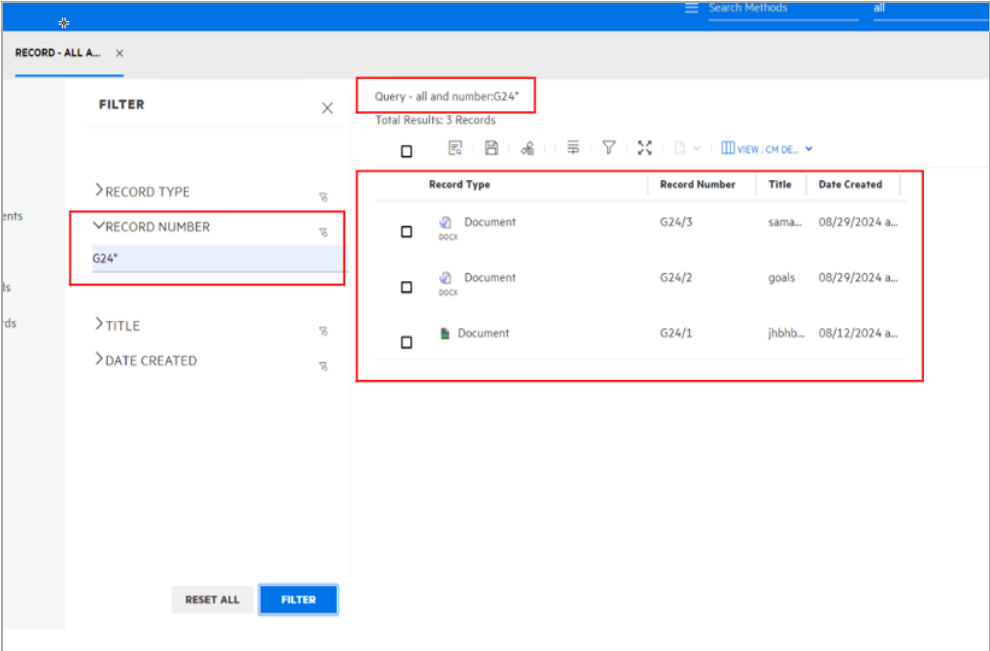 Search Methods
all
RECORD - ALL A...
FILTER
RECORD TYPE
RECORD NUMBER
G24*
TITLE
DATE CREATED
RESET ALL
FILTER
ents
ls
rds
Query - all and number:G24*
Total Results: 3 Records
VIEW : CM DE...
Record Type Record Number Title Date Created
Document G24/3 sama... 08/29/2024 a...
DOCX
Document G24/2 goals 08/29/2024 a...
DOCX
Document G24/1 jhbhb... 08/12/2024 a...